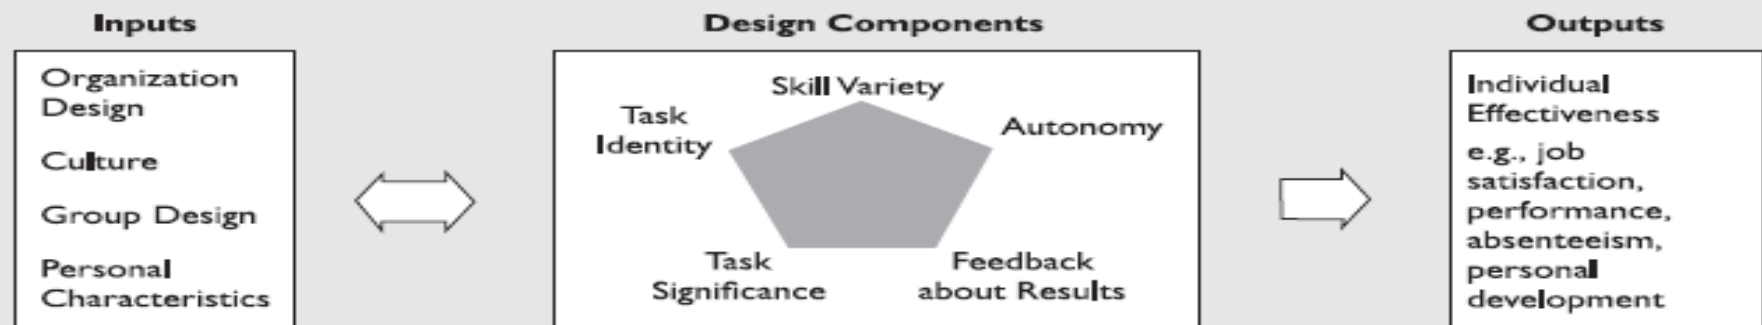 Inputs
Organization
Design
Culture
Group Design
Personal
Characteristics
Design Components
Skill Variety
Task
Identity
Autonomy
Task
Significance
Feedback
about Results
Outputs
Individual
Effectiveness
e.g., job
satisfaction,
performance,
absenteeism,
personal
development